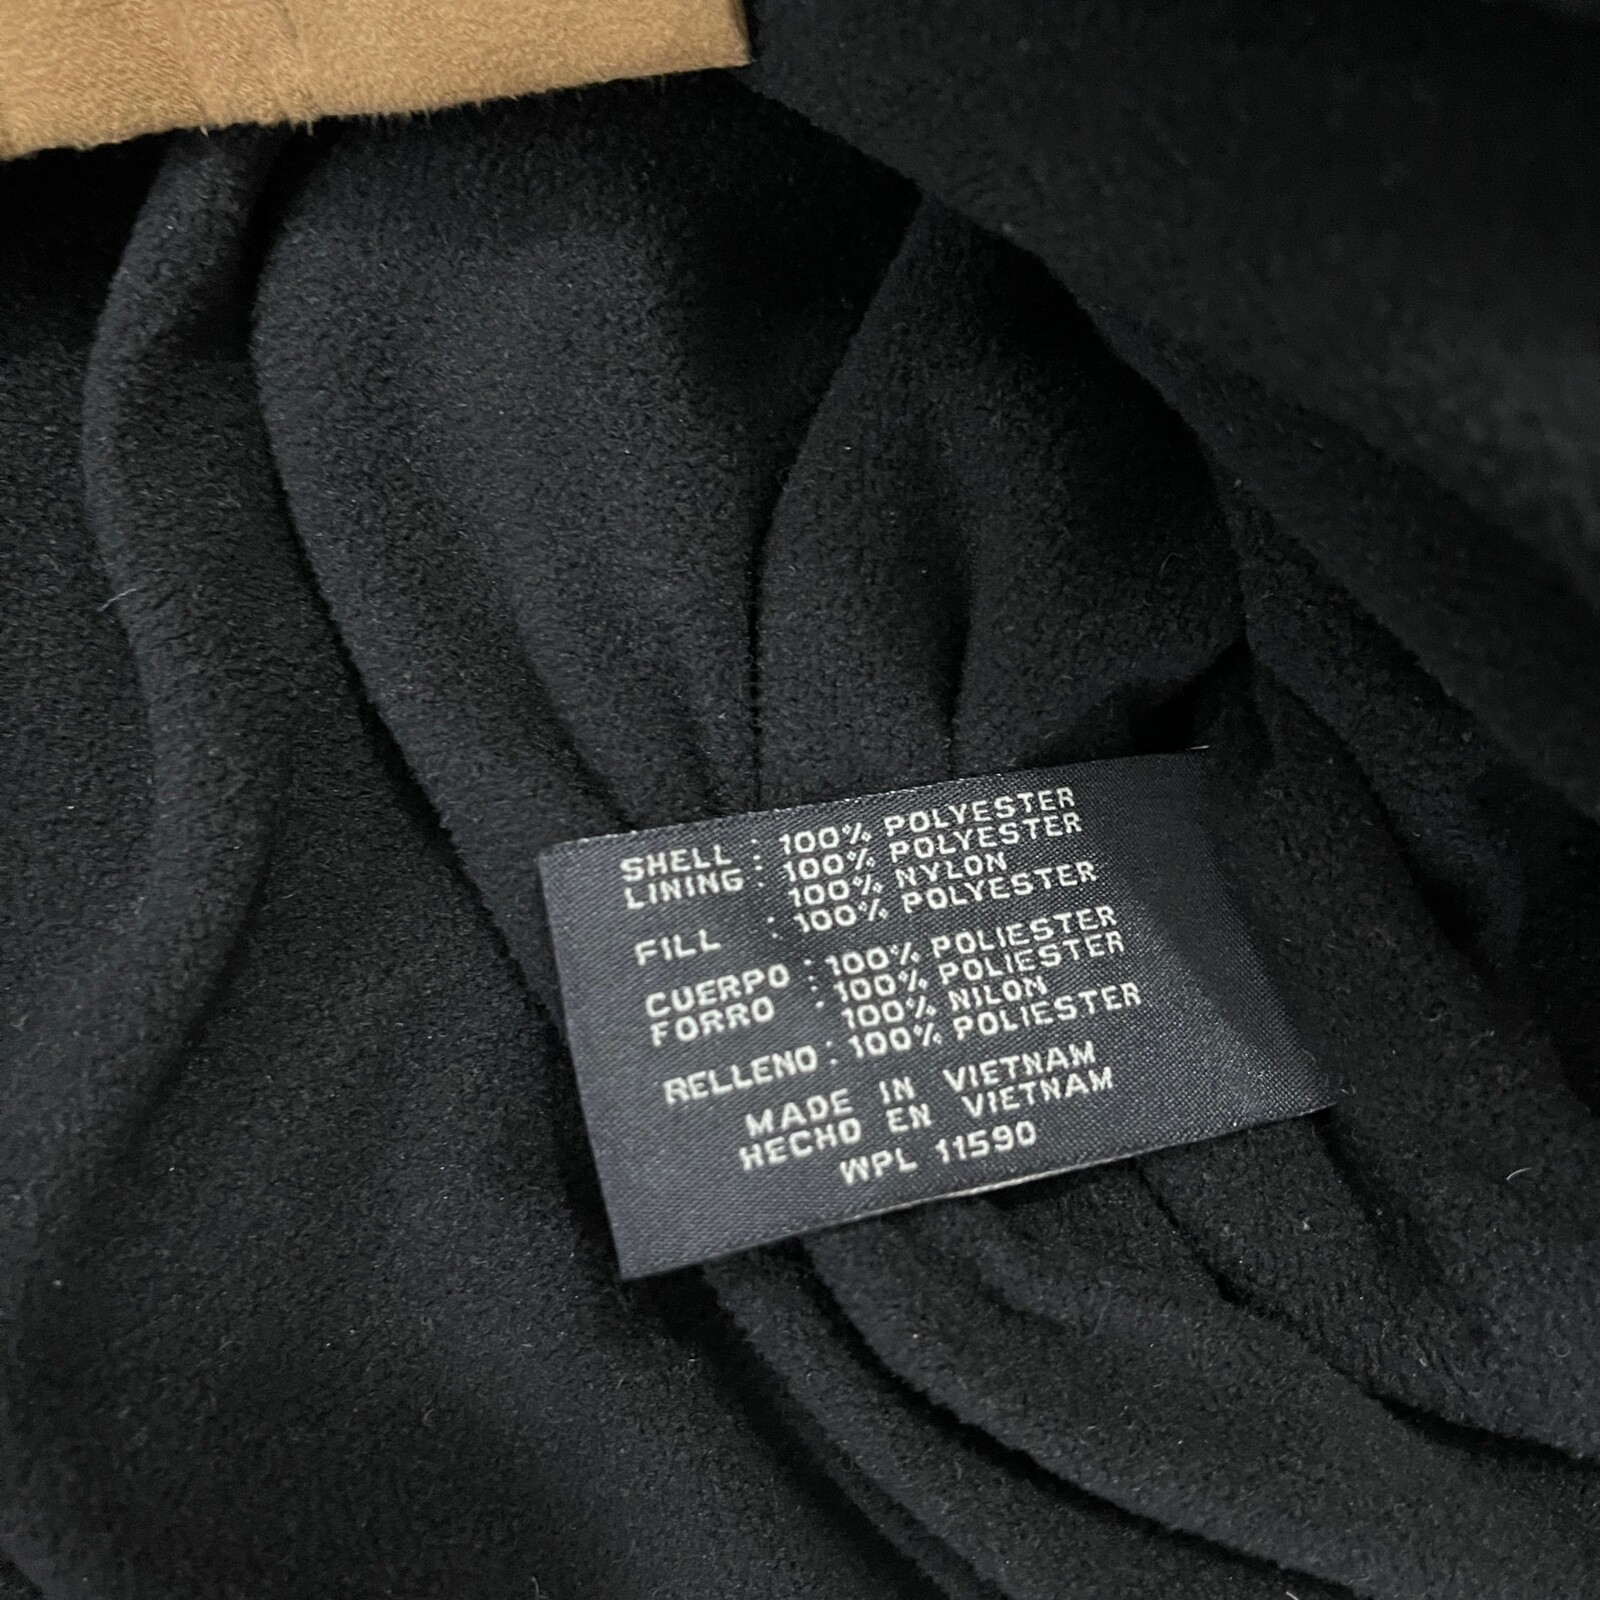 SHELL : 100% POLYESTER
LINING : 100% POLYESTER
100% NYLON
FILL : 100% POLYESTER
CUERPO : 100% POLIESTER
FORRO : 100% POLIESTER
100% NILON
RELLENO : 100% POLIESTER
MADE IN VIETNAM
HECHO EN VIETNAM
WPL 11590